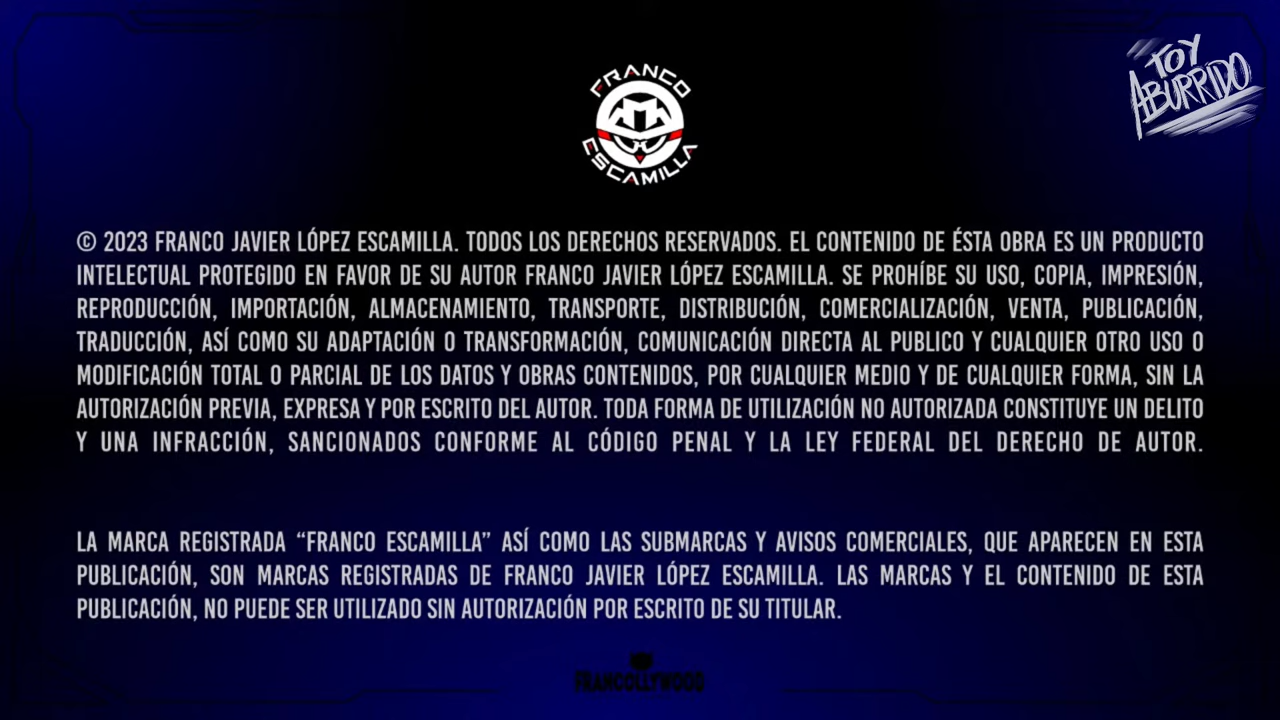 TOY
ABURRIDO
FRANCO
ESCAMILLA
© 2023 FRANCO JAVIER LÓPEZ ESCAMILLA. TODOS LOS DERECHOS RESERVADOS. EL CONTENIDO DE ÉSTA OBRA ES UN PRODUCTO
INTELECTUAL PROTEGIDO EN FAVOR DE SU AUTOR FRANCO JAVIER LÓPEZ ESCAMILLA. SE PROHÍBE SU USO, COPIA, IMPRESIÓN,
REPRODUCCIÓN, IMPORTACIÓN, ALMACENAMIENTO, TRANSPORTE, DISTRIBUCIÓN, COMERCIALIZACIÓN, VENTA, PUBLICACIÓN,
TRADUCCIÓN, ASÍ COMO SU ADAPTACIÓN O TRANSFORMACIÓN, COMUNICACIÓN DIRECTA AL PUBLICO Y CUALQUIER OTRO USO O
MODIFICACIÓN TOTAL O PARCIAL DE LOS DATOS Y OBRAS CONTENIDOS, POR CUALQUIER MEDIO Y DE CUALQUIER FORMA, SIN LA
AUTORIZACIÓN PREVIA, EXPRESA Y POR ESCRITO DEL AUTOR. TODA FORMA DE UTILIZACIÓN NO AUTORIZADA CONSTITUYE UN DELITO
Y UNA INFRACCIÓN, SANCIONADOS CONFORME AL CÓDIGO PENAL Y LA LEY FEDERAL DEL DERECHO DE AUTOR.
LA MARCA REGISTRADA “FRANCO ESCAMILLA” ASÍ COMO LAS SUBMARCAS Y AVISOS COMERCIALES, QUE APARECEN EN ESTA
PUBLICACIÓN, SON MARCAS REGISTRADAS DE FRANCO JAVIER LÓPEZ ESCAMILLA. LAS MARCAS Y EL CONTENIDO DE ESTA
PUBLICACIÓN, NO PUEDE SER UTILIZADO SIN AUTORIZACIÓN POR ESCRITO DE SU TITULAR.
FRANCOLLYWOOD